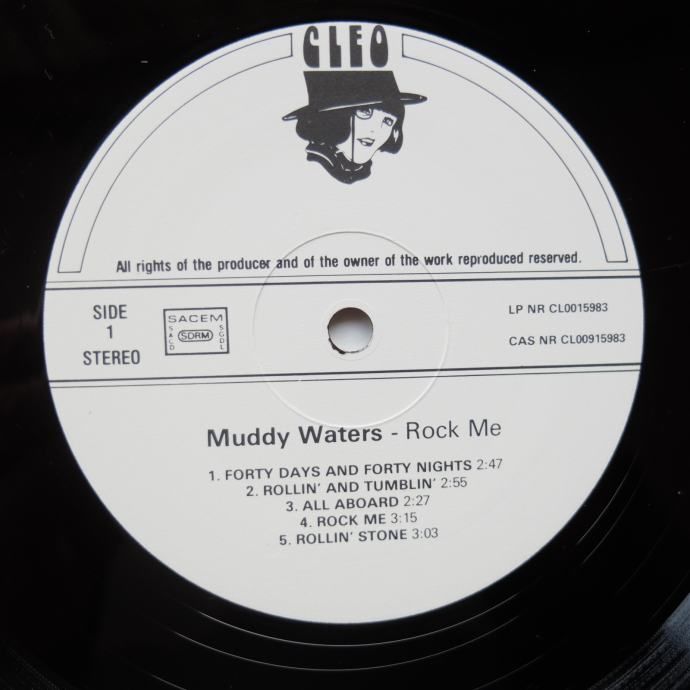 CLEO
All rights of the producer and of the owner of the work reproduced reserved.
SIDE
1
STEREO
SACEM
SACD
SDRM
SGDL
LP NR CL0015983
CAS NR CL00915983
Muddy Waters - Rock Me
1. FORTY DAYS AND FORTY NIGHTS 2:47
2. ROLLIN' AND TUMBLIN' 2:55
3. ALL ABOARD 2:27
4. ROCK ME 3:15
5. ROLLIN' STONE 3:03